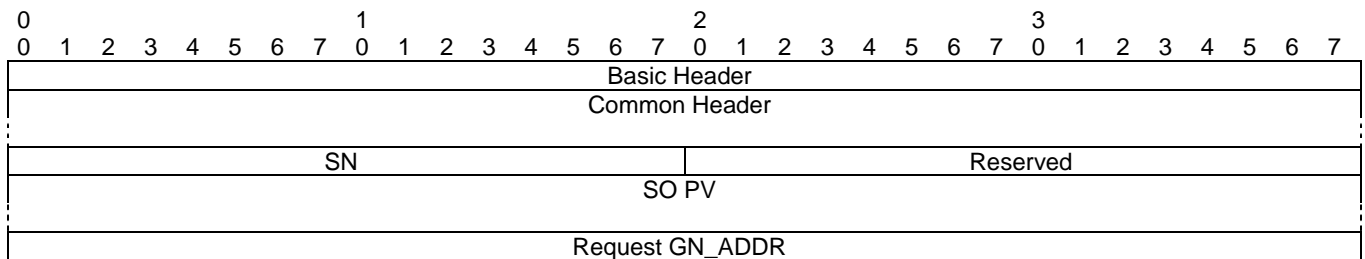 0 1 2 3
0 1 2 3 4 5 6 7 0 1 2 3 4 5 6 7 0 1 2 3 4 5 6 7 0 1 2 3 4 5 6 7
Basic Header
Common Header
SN Reserved
SO PV
Request GN_ADDR